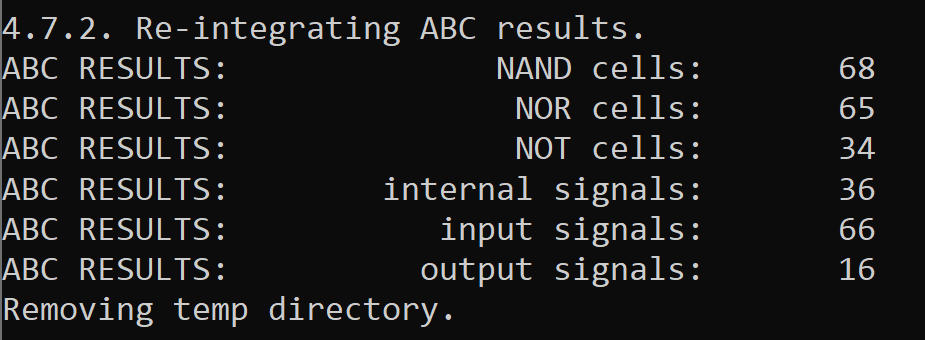 4.7.2. Re-integrating ABC results.
ABC RESULTS:              NAND cells:       68
ABC RESULTS:               NOR cells:       65
ABC RESULTS:               NOT cells:       34
ABC RESULTS:        internal signals:       36
ABC RESULTS:           input signals:       66
ABC RESULTS:          output signals:       16
Removing temp directory.